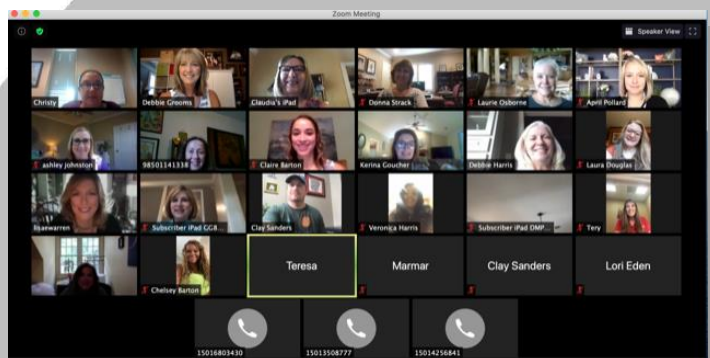 Zoom Meeting
Speaker View
Christy
Debbie Grooms
Claudia's iPad
Donna Strack
Laurie Osborne
April Pollard
ashley johnston
98501141338
Claire Barton
Kerina Goucher
Debbie Harris
Laura Douglas
lisaewarren
Subscriber iPad GG8...
Clay Sanders
Veronica Harris
Subscriber iPad DMP...
Tery
Chelsey Barton
Teresa
Marmar
Clay Sanders
Lori Eden
15016803430
15013508777
15014256841